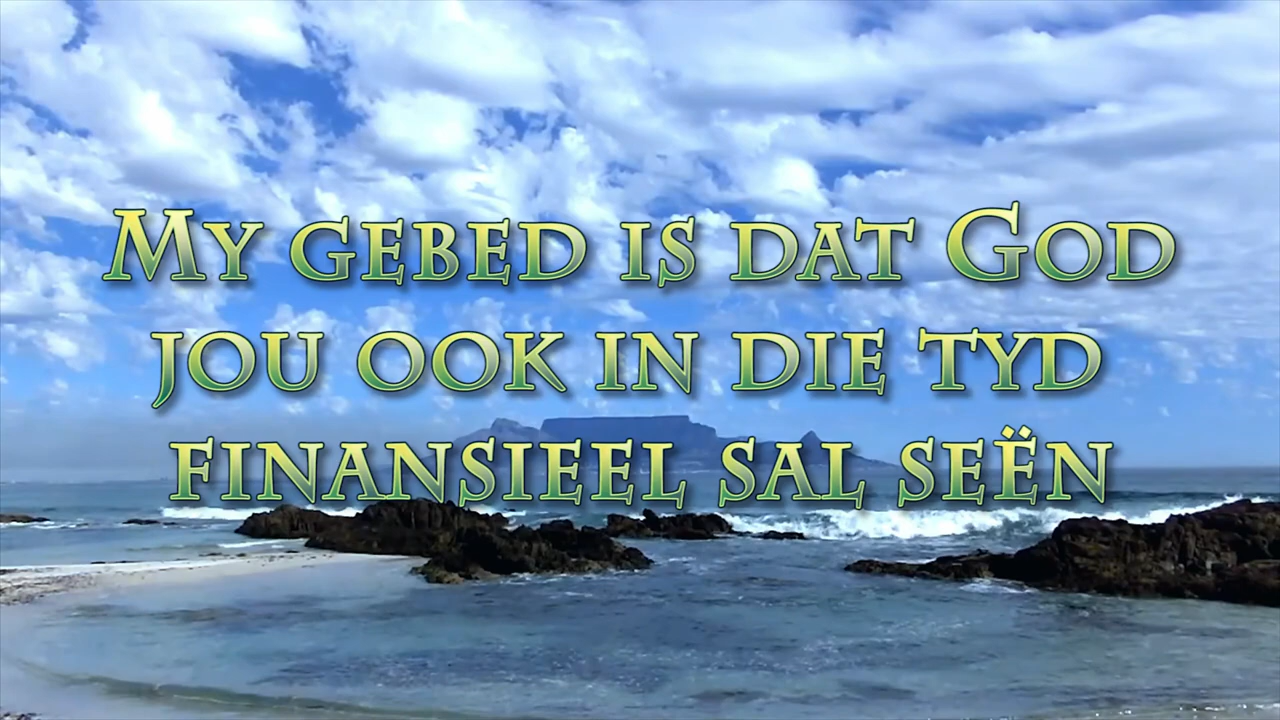 My gebed is dat God
jou ook in die tyd
finansieel sal seën